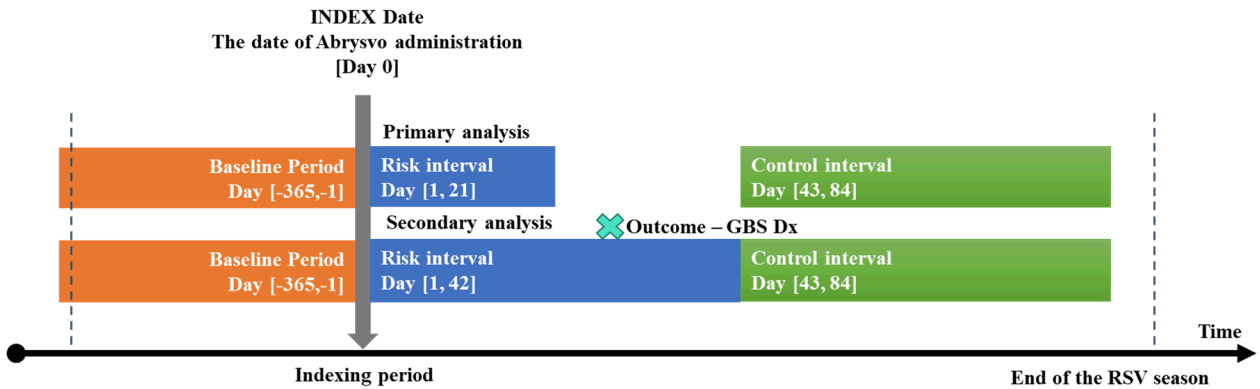 INDEX Date
The date of Abrysvo administration
[Day 0]
Primary analysis
Baseline Period
Day [-365,-1]
Risk interval
Day [1, 21]
Control interval
Day [43, 84]
Secondary analysis
Outcome – GBS Dx
Baseline Period
Day [-365,-1]
Risk interval
Day [1, 42]
Control interval
Day [43, 84]
Time
Indexing period
End of the RSV season